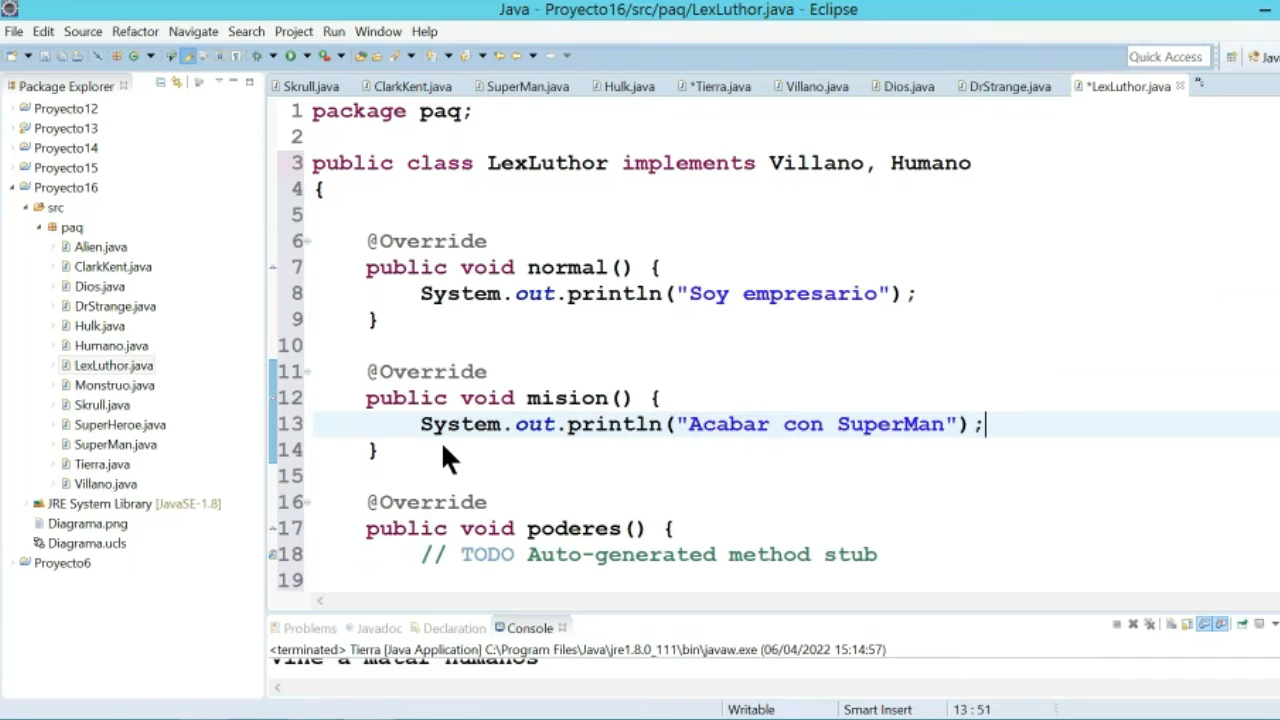 Java - Proyecto16/src/paq/LexLuthor.java - Eclipse
File Edit Source Refactor Navigate Search Project Run Window Help
Quick Access
Package Explorer
Skrull.java ClarkKent.java SuperMan.java Hulk.java *Tierra.java Villano.java Dios.java DrStrange.java *LexLuthor.java
Proyecto12
Proyecto13
Proyecto14
Proyecto15
Proyecto16
src
paq
Alien.java
ClarkKent.java
Dios.java
DrStrange.java
Hulk.java
Humano.java
LexLuthor.java
Monstruo.java
Skrull.java
SuperHeroe.java
SuperMan.java
Tierra.java
Villano.java
JRE System Library [JavaSE-1.8]
Diagrama.png
Diagrama.ucls
Proyecto6
1 package paq;
2
3 public class LexLuthor implements Villano, Humano
4 {
5
6 @Override
7 public void normal() {
8 System.out.println("Soy empresario");
9 }
10
11 @Override
12 public void mision() {
13 System.out.println("Acabar con SuperMan");
14 }
15
16 @Override
17 public void poderes() {
18 // TODO Auto-generated method stub
19
Problems Javadoc Declaration Console
<terminated> Tierra [Java Application] C:\Program Files\Java\jre1.8.0_111\bin\javaw.exe (06/04/2022 15:14:57)
vine a matar humanos
Writable Smart Insert 13 : 51